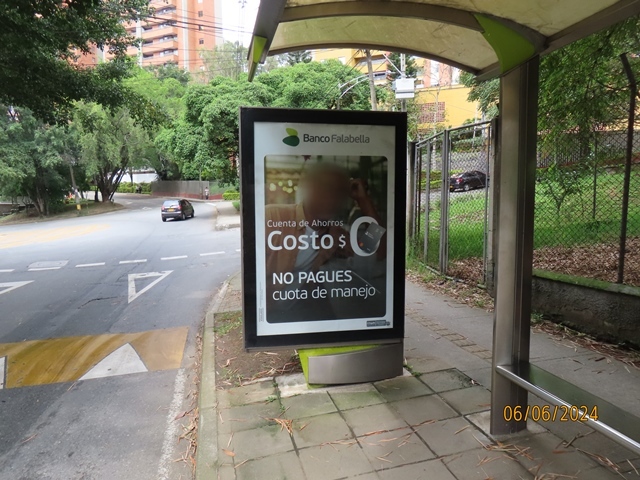 Banco Falabella
Cuenta de Ahorros
Costo $0
NO PAGUES
cuota de manejo
06/06/2024